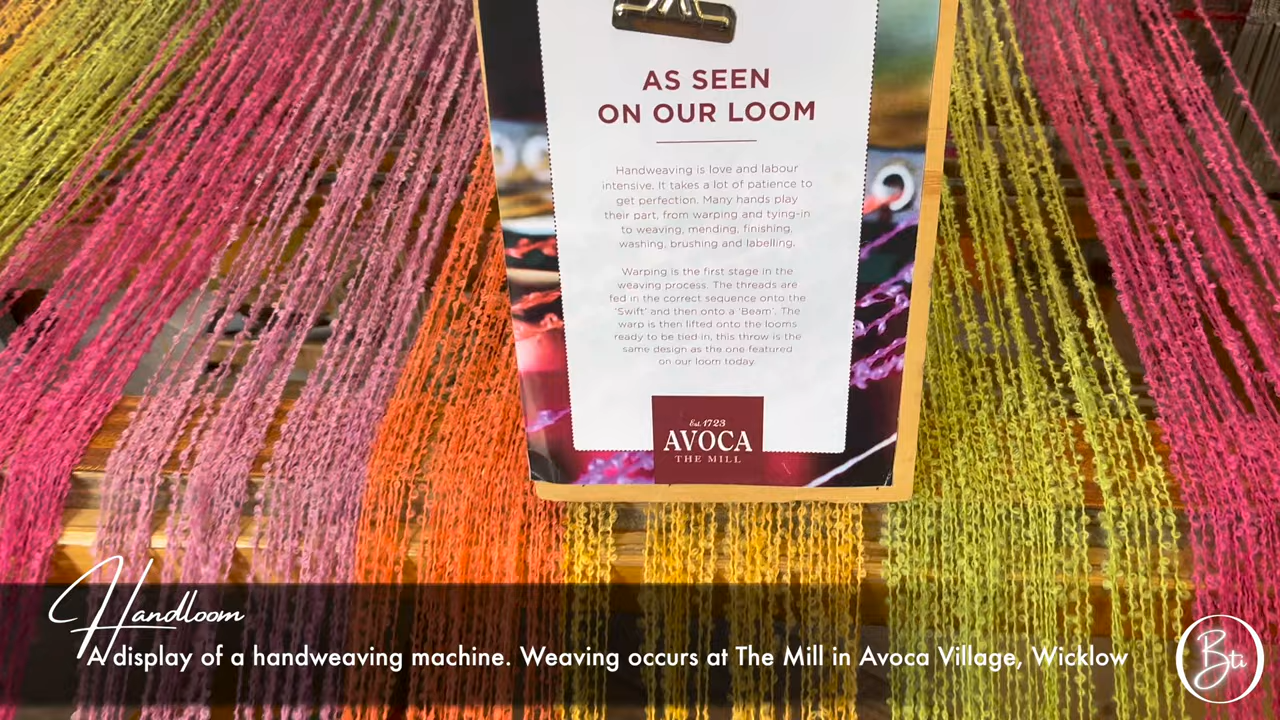 AS SEEN
ON OUR LOOM
Handweaving is love and labour
intensive. It takes a lot of patience to
get perfection. Many hands play
their part, from warping and tying-in
to weaving, mending, finishing,
washing, brushing and labelling.
Warping is the first stage in the
weaving process. The threads are
fed in the correct sequence onto the
'Swift' and then onto a 'Beam'. The
warp is then lifted onto the looms
ready to be tied in, this throw is the
same design as the one featured
on our loom today.
Est. 1723
AVOCA
THE MILL
Handloom
A display of a handweaving machine. Weaving occurs at The Mill in Avoca Village, Wicklow
Bti